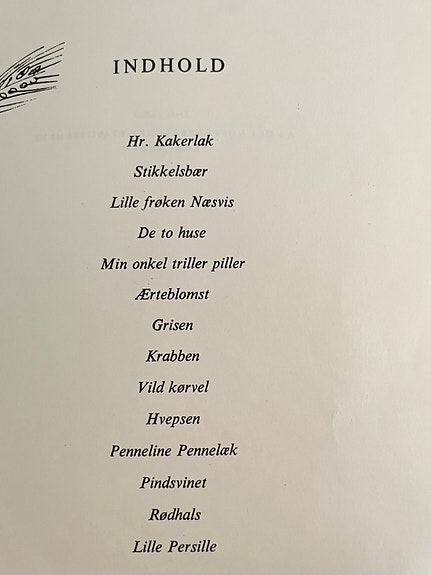 INDHOLD
Hr. Kakerlak
Stikkelsbær
Lille frøken Næsvis
De to huse
Min onkel triller piller
Ærteblomst
Grisen
Krabben
Vild kørvel
Hvepsen
Penneline Pennelæk
Pindsvinet
Rødhals
Lille Persille